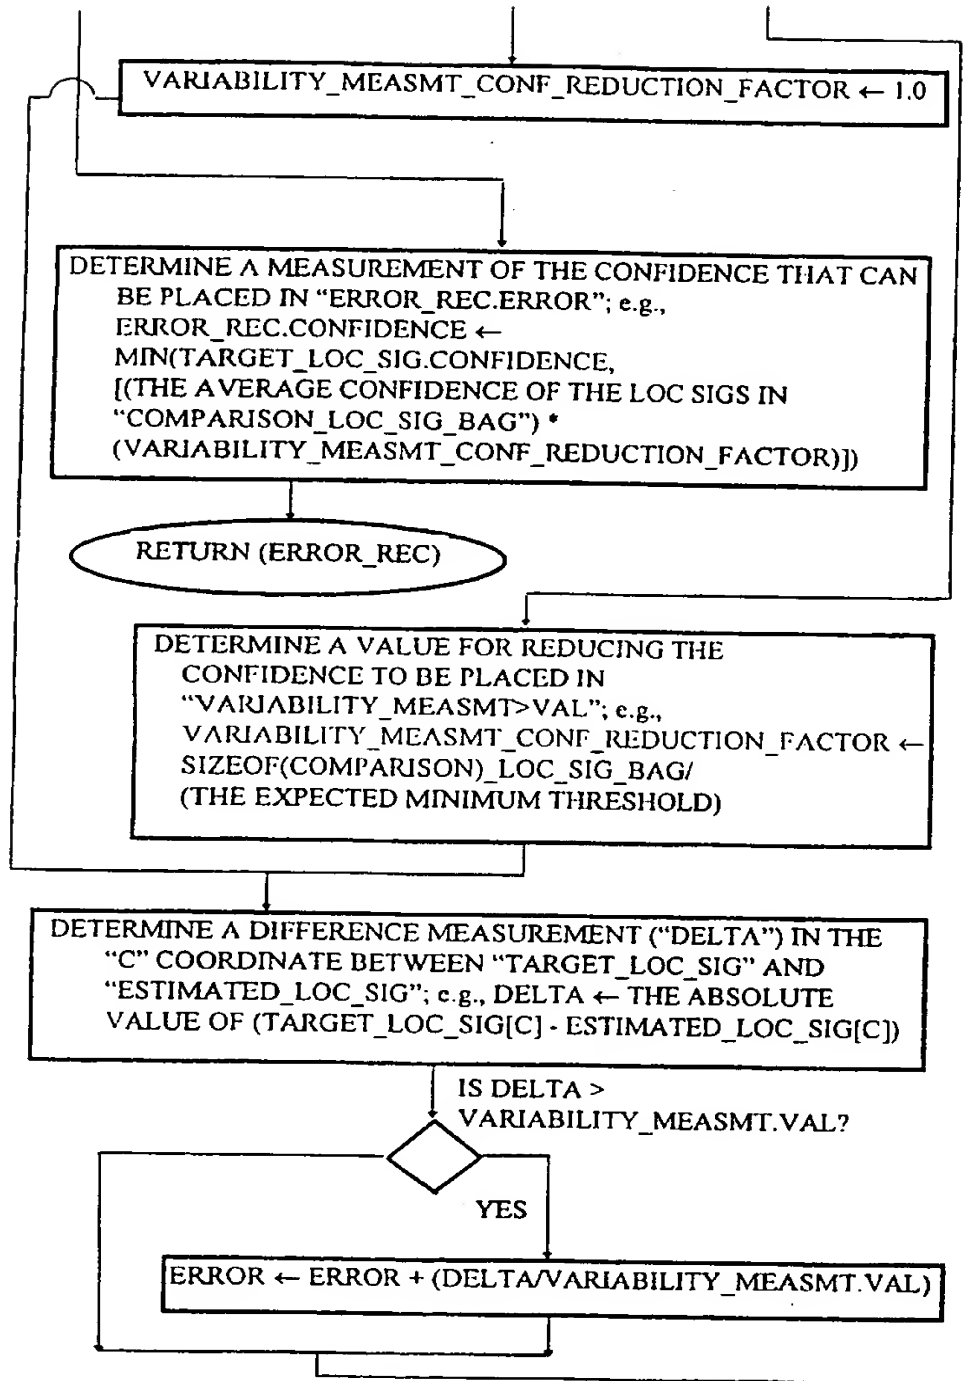 VARIABILITY_MEASMT_CONF_REDUCTION_FACTOR ← 1.0
DETERMINE A MEASUREMENT OF THE CONFIDENCE THAT CAN
BE PLACED IN “ERROR_REC.ERROR”; e.g.,
ERROR_REC.CONFIDENCE ←
MIN(TARGET_LOC_SIG.CONFIDENCE,
[(THE AVERAGE CONFIDENCE OF THE LOC SIGS IN
“COMPARISON_LOC_SIG_BAG”) *
(VARIABILITY_MEASMT_CONF_REDUCTION_FACTOR)])
RETURN (ERROR_REC)
DETERMINE A VALUE FOR REDUCING THE
CONFIDENCE TO BE PLACED IN
“VARIABILITY_MEASMT>VAL”; e.g.,
VARIABILITY_MEASMT_CONF_REDUCTION_FACTOR ←
SIZEOF(COMPARISON)_LOC_SIG_BAG/
(THE EXPECTED MINIMUM THRESHOLD)
DETERMINE A DIFFERENCE MEASUREMENT (“DELTA”) IN THE
“C” COORDINATE BETWEEN “TARGET_LOC_SIG” AND
“ESTIMATED_LOC_SIG”; e.g., DELTA ← THE ABSOLUTE
VALUE OF (TARGET_LOC_SIG[C] - ESTIMATED_LOC_SIG[C])
IS DELTA >
VARIABILITY_MEASMT.VAL?
YES
ERROR ← ERROR + (DELTA/VARIABILITY_MEASMT.VAL)